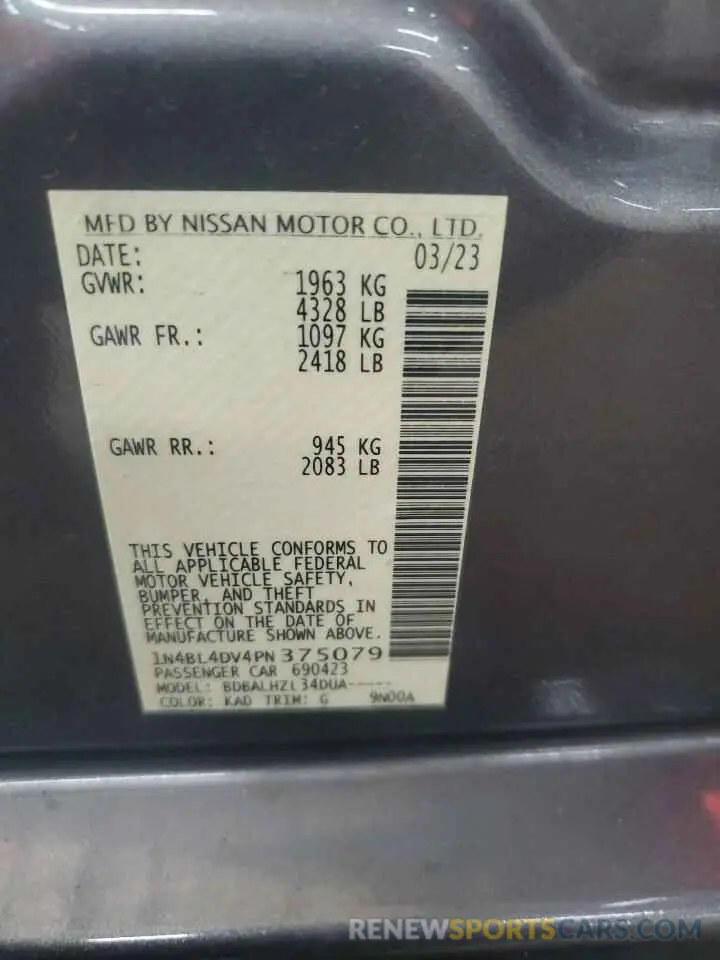 MFD BY NISSAN MOTOR CO., LTD.
DATE: 03/23
GVWR: 1963 KG
4328 LB
GAWR FR.: 1097 KG
2418 LB
GAWR RR.: 945 KG
2083 LB
THIS VEHICLE CONFORMS TO
ALL APPLICABLE FEDERAL
MOTOR VEHICLE SAFETY,
BUMPER, AND THEFT
PREVENTION STANDARDS IN
EFFECT ON THE DATE OF
MANUFACTURE SHOWN ABOVE.
1N4BL4DV4PN375079
PASSENGER CAR 690423
MODEL: BDBALHZL34DUA-----
COLOR: KAD TRIM: G 9N00A
RENEWSPORTSCARS.COM